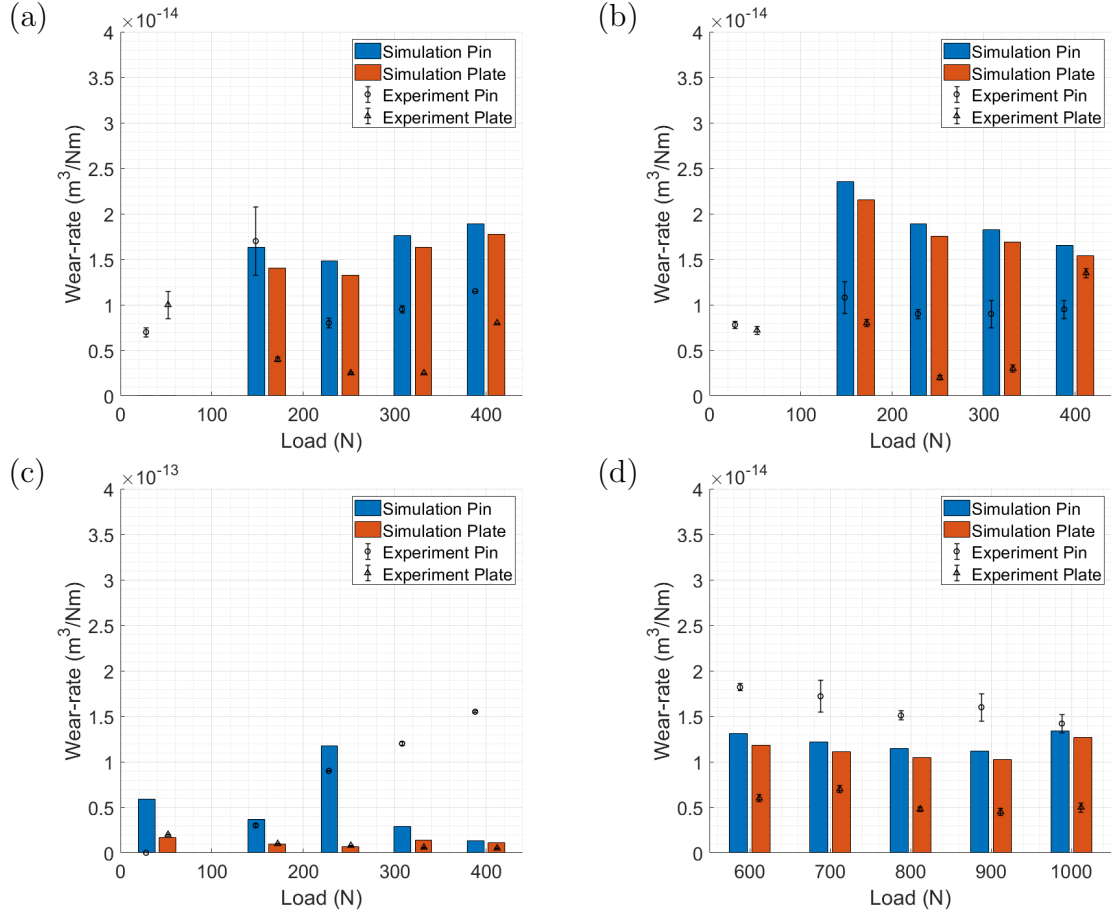 (a)
×10-14
4
3.5
3
2.5
2
1.5
1
0.5
0
Wear-rate (m3/Nm)
0 100 200 300 400
Load (N)
Simulation Pin
Simulation Plate
Experiment Pin
Experiment Plate
(b)
×10-14
4
3.5
3
2.5
2
1.5
1
0.5
0
Wear-rate (m3/Nm)
0 100 200 300 400
Load (N)
Simulation Pin
Simulation Plate
Experiment Pin
Experiment Plate
(c)
×10-13
4
3.5
3
2.5
2
1.5
1
0.5
0
Wear-rate (m3/Nm)
0 100 200 300 400
Load (N)
Simulation Pin
Simulation Plate
Experiment Pin
Experiment Plate
(d)
×10-14
4
3.5
3
2.5
2
1.5
1
0.5
0
Wear-rate (m3/Nm)
600 700 800 900 1000
Load (N)
Simulation Pin
Simulation Plate
Experiment Pin
Experiment Plate